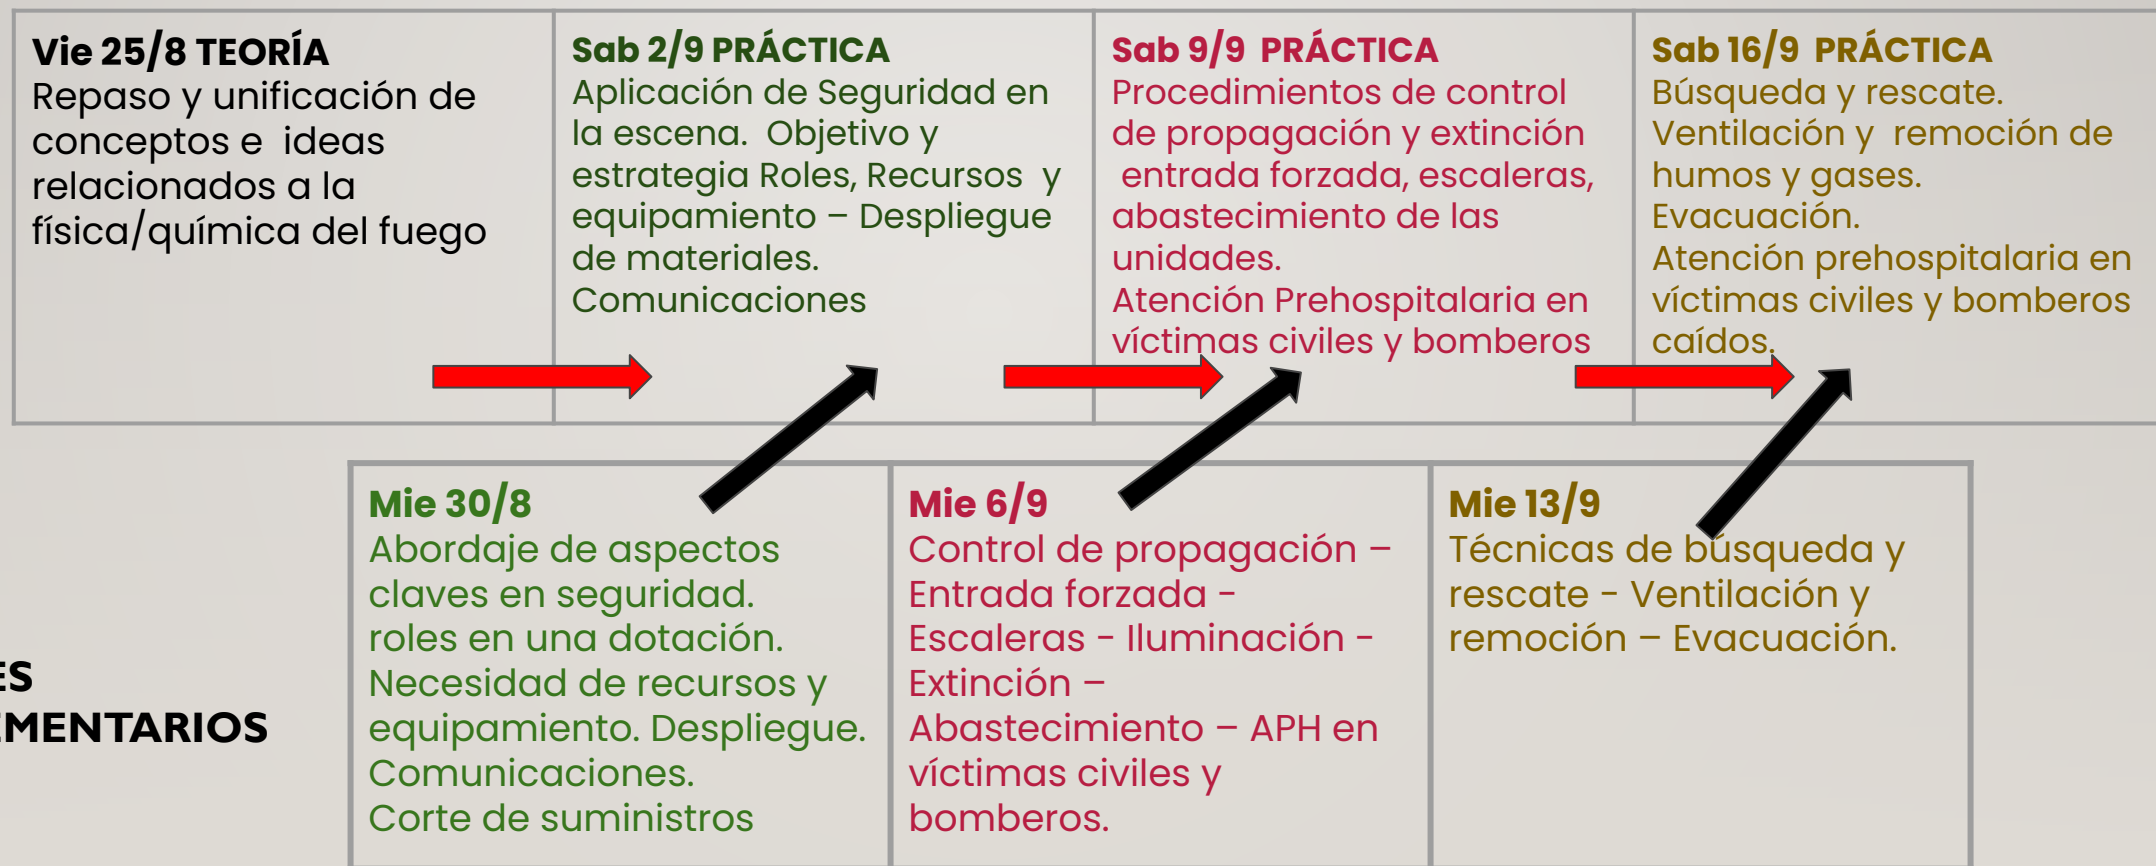 Vie 25/8 TEORÍA
Repaso y unificación de
conceptos e ideas
relacionados a la
física/química del fuego
Sab 2/9 PRÁCTICA
Aplicación de Seguridad en
la escena. Objetivo y
estrategia Roles, Recursos y
equipamiento – Despliegue
de materiales.
Comunicaciones
Sab 9/9 PRÁCTICA
Procedimientos de control
de propagación y extinción
entrada forzada, escaleras,
abastecimiento de las
unidades.
Atención Prehospitalaria en
víctimas civiles y bomberos
Sab 16/9 PRÁCTICA
Búsqueda y rescate.
Ventilación y remoción de
humos y gases.
Evacuación.
Atención prehospitalaria en
víctimas civiles y bomberos
caídos.
ES
EMENTARIOS
Mie 30/8
Abordaje de aspectos
claves en seguridad.
roles en una dotación.
Necesidad de recursos y
equipamiento. Despliegue.
Comunicaciones.
Corte de suministros
Mie 6/9
Control de propagación –
Entrada forzada -
Escaleras - Iluminación -
Extinción –
Abastecimiento – APH en
víctimas civiles y
bomberos.
Mie 13/9
Técnicas de búsqueda y
rescate - Ventilación y
remoción – Evacuación.